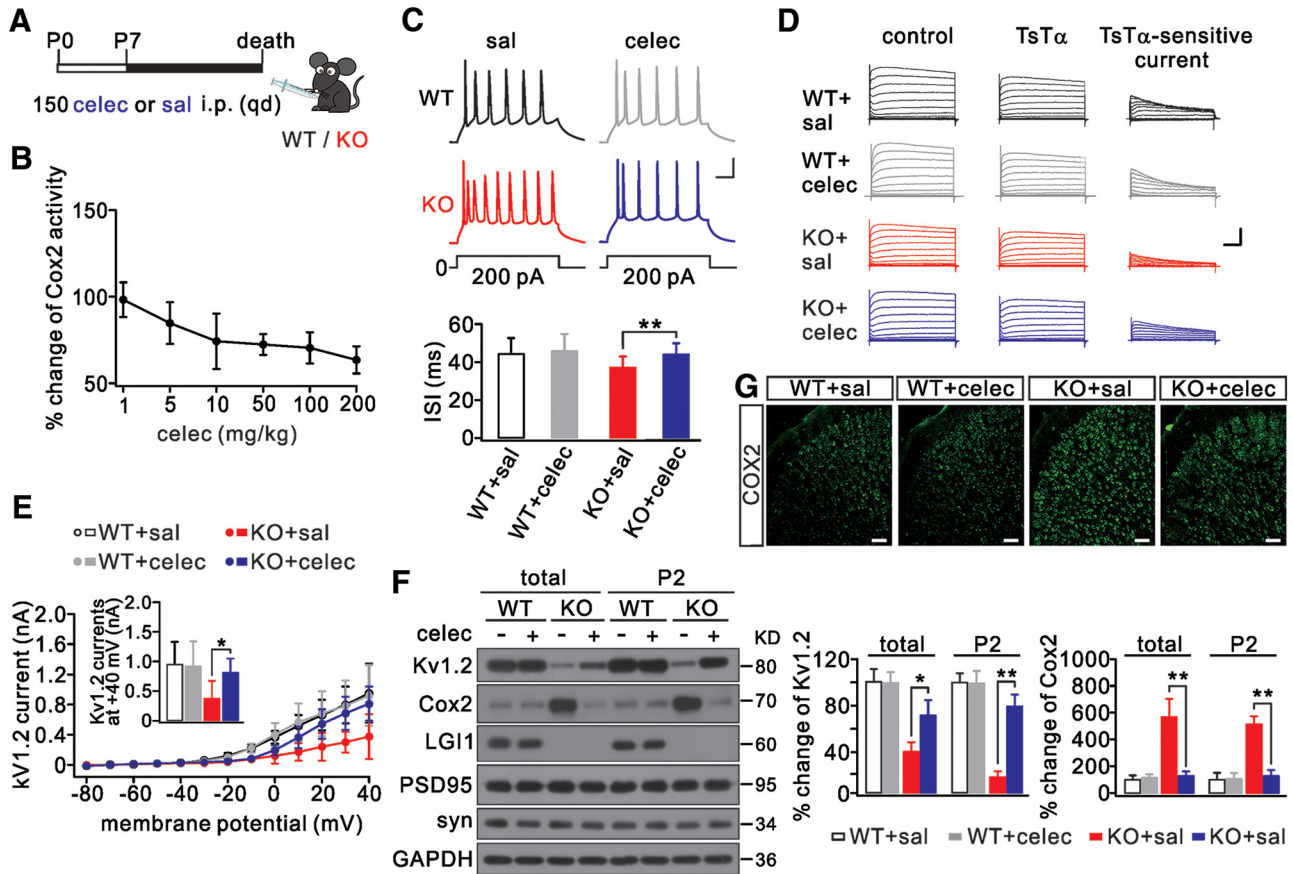 A
P0 P7 death
150 celec or sal i.p. (qd)
WT / KO
B
% change of Cox2 activity
150
100
50
1 5 10 50 100 200
celec (mg/kg)
C
sal celec
WT
KO
0
200 pA 200 pA
ISI (ms)
60
40
20
0
**
WT+sal
WT+celec
KO+sal
KO+celec
D
control TsTα TsTα-sensitive
current
WT+
sal
WT+
celec
KO+
sal
KO+
celec
E
WT+sal KO+sal
WT+celec KO+celec
kV1.2 current (nA)
2.0
1.6
1.2
0.8
0.4
0
Kv1.2 currents
at +40 mV (nA)
2.0
1.5
1.0
0.5
0
*
-80 -60 -40 -20 0 20 40
membrane potential (mV)
F
total P2
WT KO WT KO
celec - + - + - + - + KD
Kv1.2 80
Cox2 70
LGI1 60
PSD95 95
syn 34
GAPDH 36
% change of Kv1.2
120
80
40
0
total P2
* **
% change of Cox2
1000
800
600
400
200
0
total P2
** **
WT+sal WT+celec KO+sal KO+sal
G
WT+sal WT+celec KO+sal KO+celec
COX2